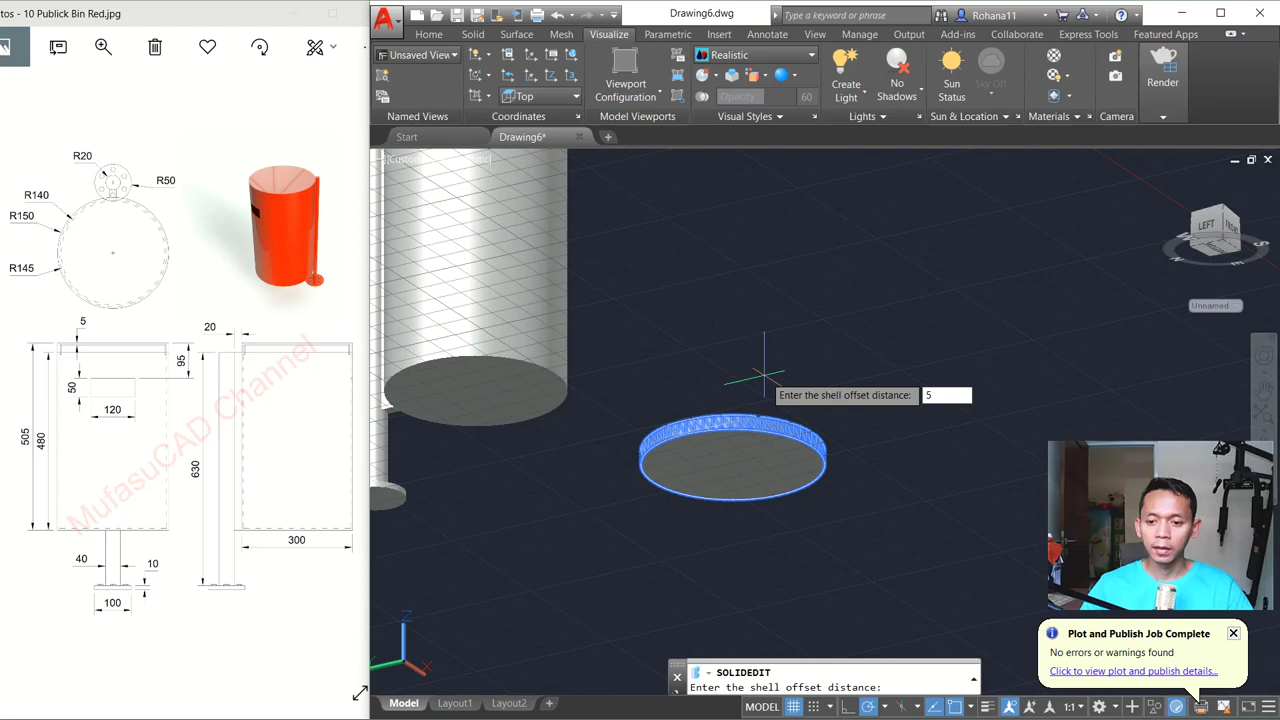 tos - 10 Publick Bin Red.jpg
Drawing6.dwg
Type a keyword or phrase
Rohana11
Home Solid Surface Mesh Visualize Parametric Insert Annotate View Manage Output Add-ins Collaborate Express Tools Featured Apps
Unsaved View
Top
Viewport
Configuration
Realistic
Opacity 60
Create
Light
No
Shadows
Sun
Status
Sky Off
Render
Named Views Coordinates Model Viewports Visual Styles Lights Sun & Location Materials Camera
Start Drawing6*
R20
R50
R140
R150
R145
5
20
95
50
120
505
480
630
40
10
300
100
MufasuCAD Channel
LEFT
Unnamed
Enter the shell offset distance: 5
Z
X
SOLIDEDIT
Enter the shell offset distance:
Plot and Publish Job Complete
No errors or warnings found
Click to view plot and publish details...
Model Layout1 Layout2
MODEL 1:1